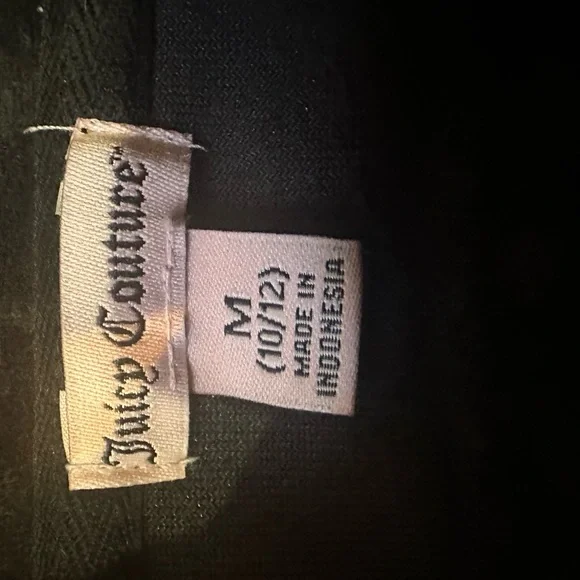 Juicy Couture™
M
(10/12)
MADE IN
INDONESIA